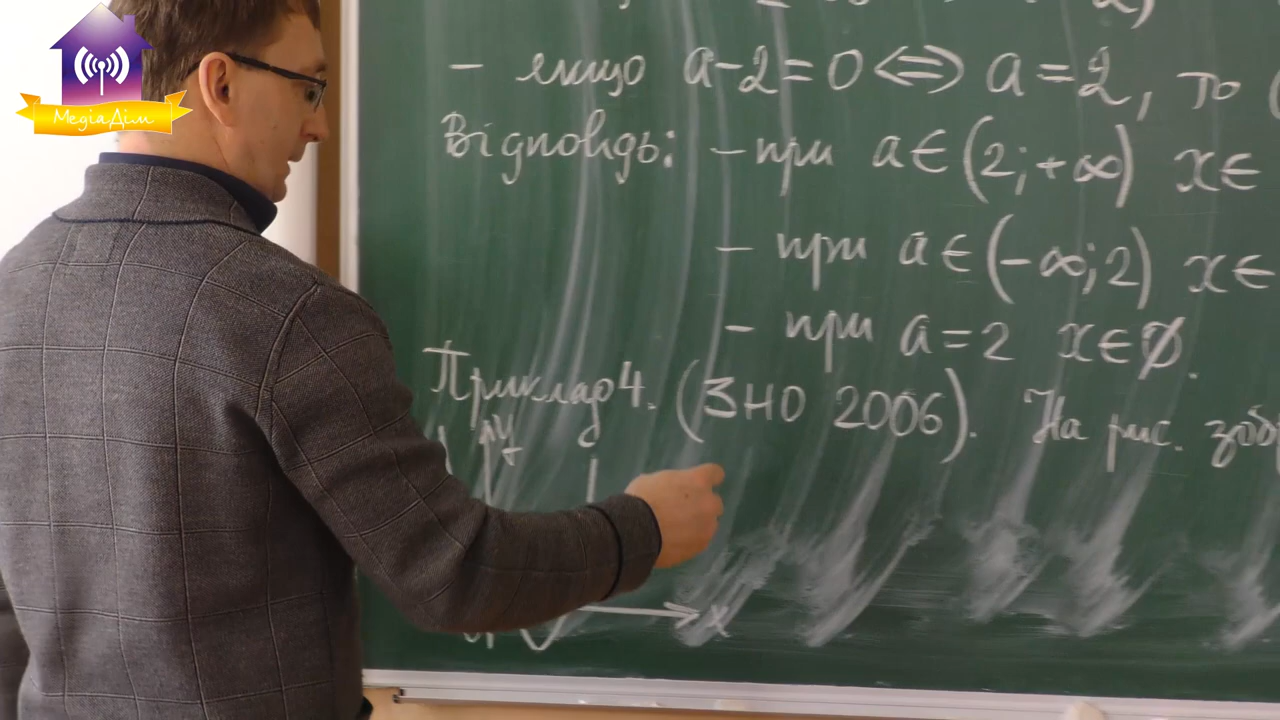 МедіаДім
- якщо a-2=0 <=> a=2, то (
Відповідь: - при a∈(2;+∞) x∈
- при a∈(-∞;2) x∈
- при a=2 x∈∅.
Приклад 4. (ЗНО 2006). На рис. зоб
y
x